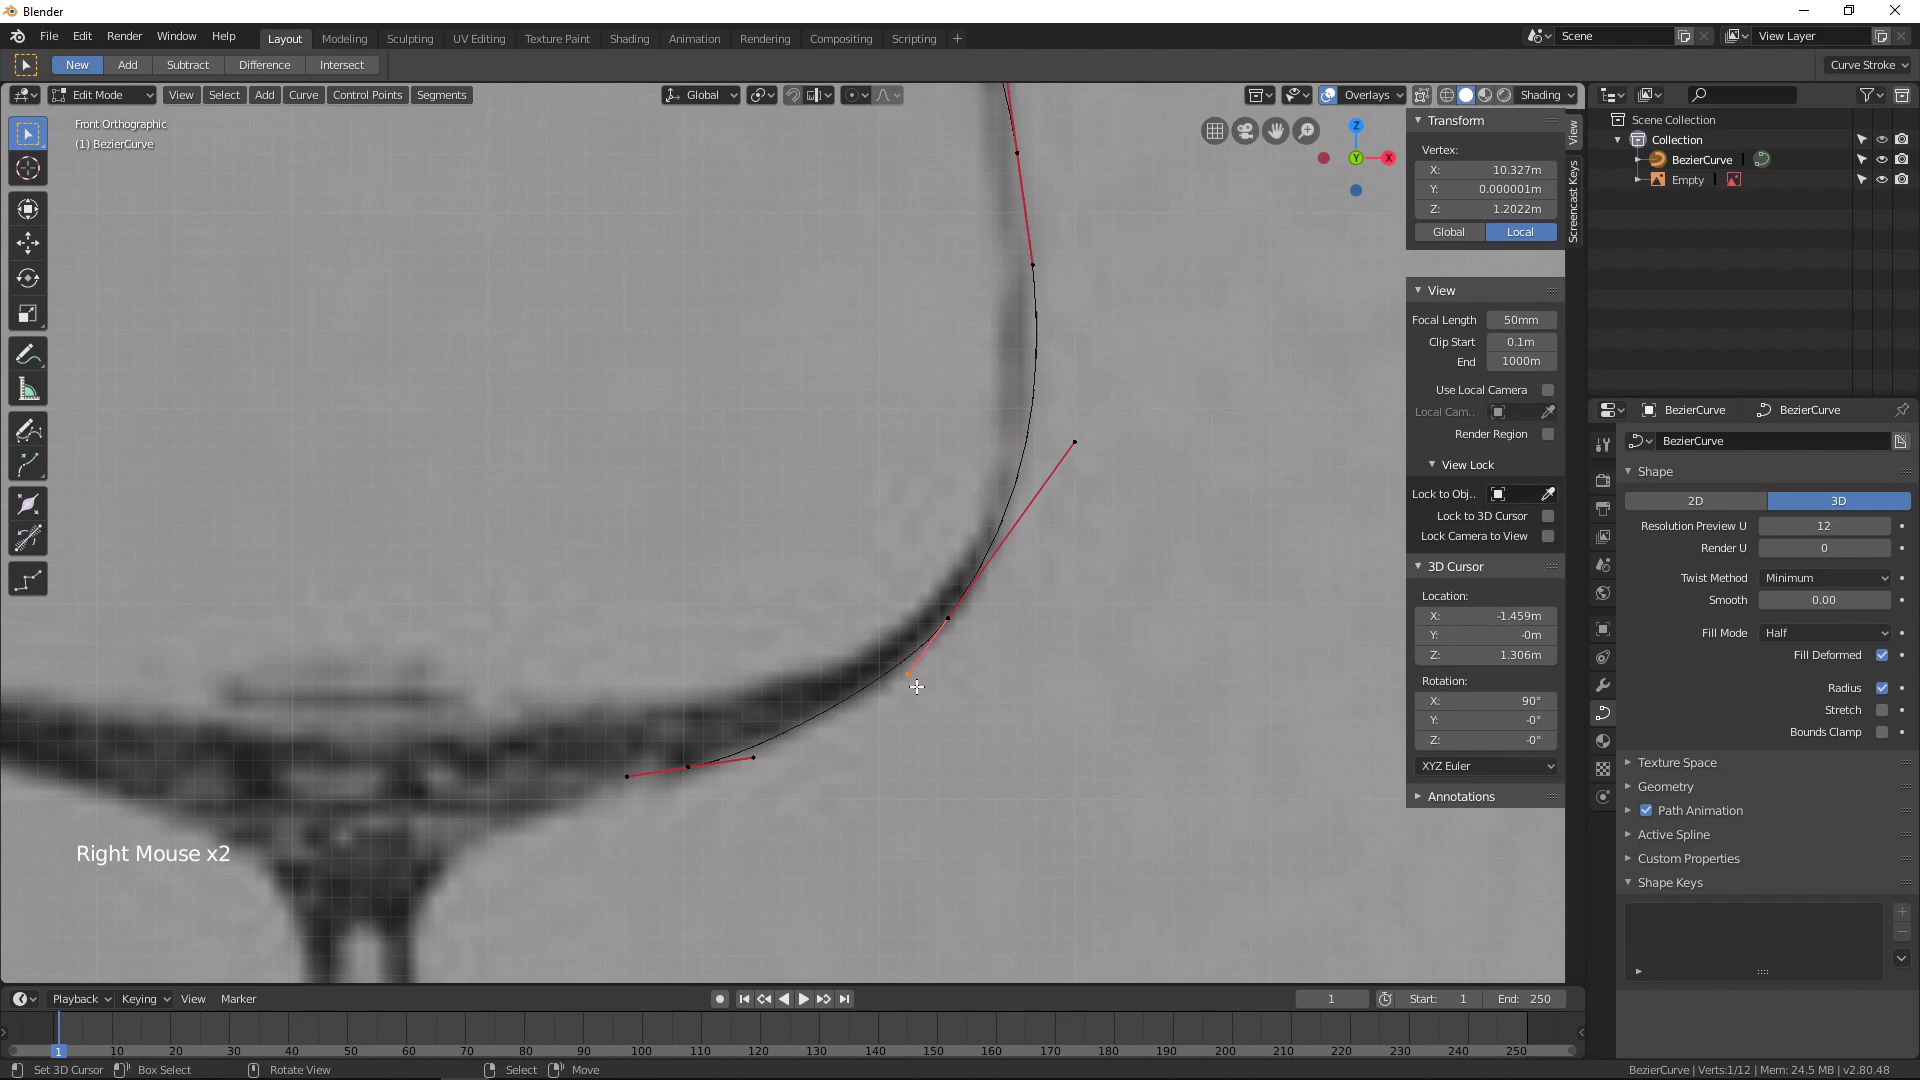 Blender
File Edit Render Window Help Layout Modeling Sculpting UV Editing Texture Paint Shading Animation Rendering Compositing Scripting + Scene View Layer
New Add Subtract Difference Intersect Curve Stroke
Edit Mode View Select Add Curve Control Points Segments Global Overlays Shading
Front Orthographic
(1) BezierCurve
Z
Y
X
Transform
Vertex:
X: 10.327m
Y: 0.000001m
Z: 1.2022m
Global Local
View
Focal Length 50mm
Clip Start 0.1m
End 1000m
Use Local Camera
Local Cam..
Render Region
View Lock
Lock to Obj..
Lock to 3D Cursor
Lock Camera to View
3D Cursor
Location:
X: -1.459m
Y: -0m
Z: 1.306m
Rotation:
X: 90°
Y: -0°
Z: -0°
XYZ Euler
Annotations
View
Screencast Keys
Scene Collection
Collection
BezierCurve
Empty
BezierCurve BezierCurve
BezierCurve
Shape
2D 3D
Resolution Preview U 12
Render U 0
Twist Method Minimum
Smooth 0.00
Fill Mode Half
Fill Deformed
Radius
Stretch
Bounds Clamp
Texture Space
Geometry
Path Animation
Active Spline
Custom Properties
Shape Keys
Right Mouse x2
Playback Keying View Marker 1 Start: 1 End: 250
1 10 20 30 40 50 60 70 80 90 100 110 120 130 140 150 160 170 180 190 200 210 220 230 240 250
Set 3D Cursor Box Select Rotate View Select Move BezierCurve | Verts:1/12 | Mem: 24.5 MB | v2.80.48